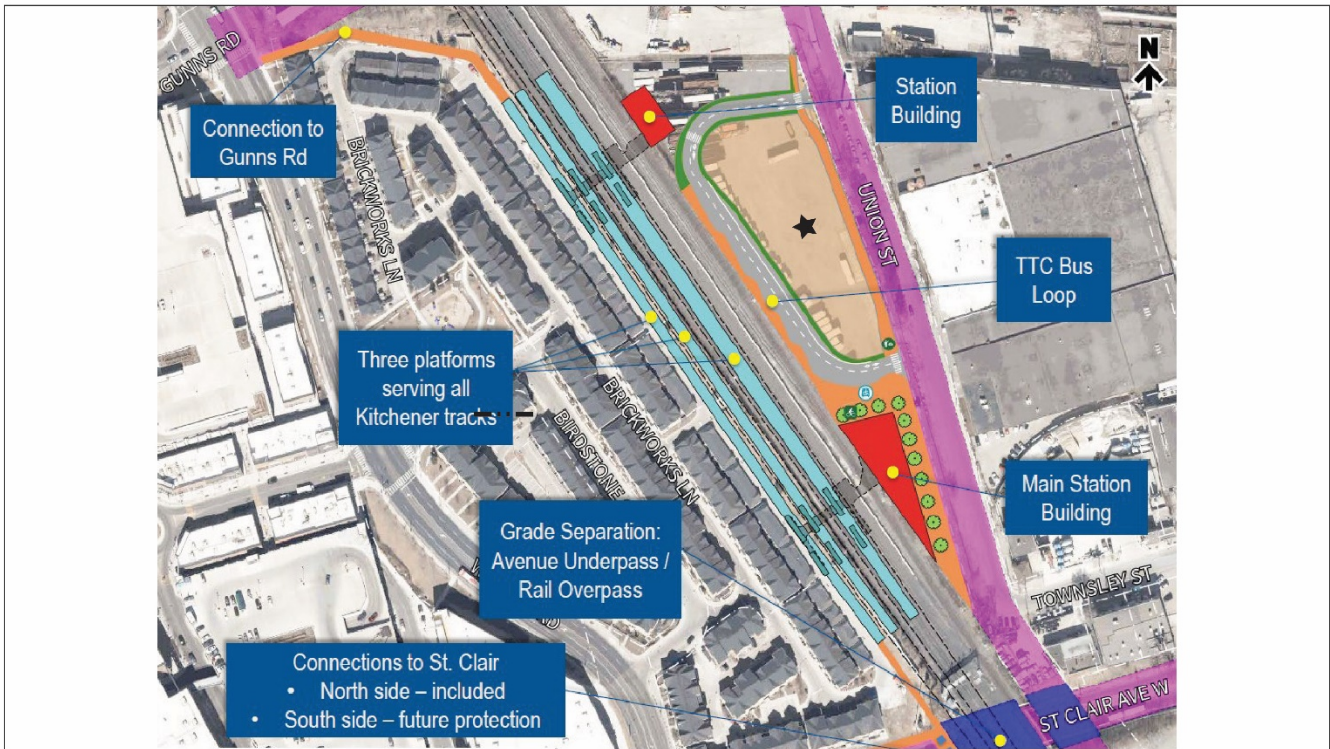 GUNNS RD
Connection to
Gunns Rd
BRICKWORKS LN
Station
Building
N
UNION ST
TTC Bus
Loop
Three platforms
serving all
Kitchener tracks
BRICKWORKS LN
BIRDSTONE
Main Station
Building
Grade Separation:
Avenue Underpass /
Rail Overpass
RD
TOWNSLEY ST
Connections to St. Clair
• North side – included
• South side – future protection
ST CLAIR AVE W